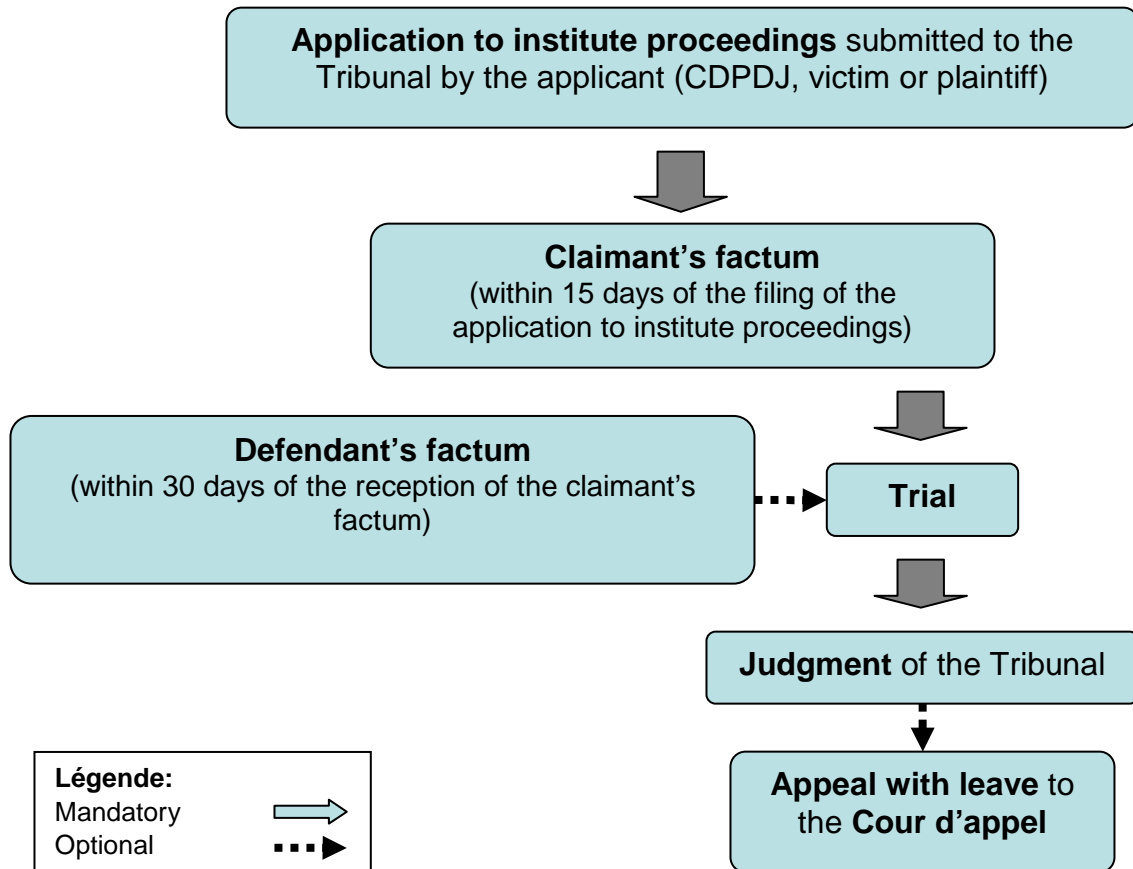 Application to institute proceedings submitted to the
Tribunal by the applicant (CDPDJ, victim or plaintiff)
Claimant’s factum
(within 15 days of the filing of the
application to institute proceedings)
Defendant’s factum
(within 30 days of the reception of the claimant’s
factum)
Trial
Judgment of the Tribunal
Appeal with leave to
the Cour d’appel
Légende:
Mandatory
Optional